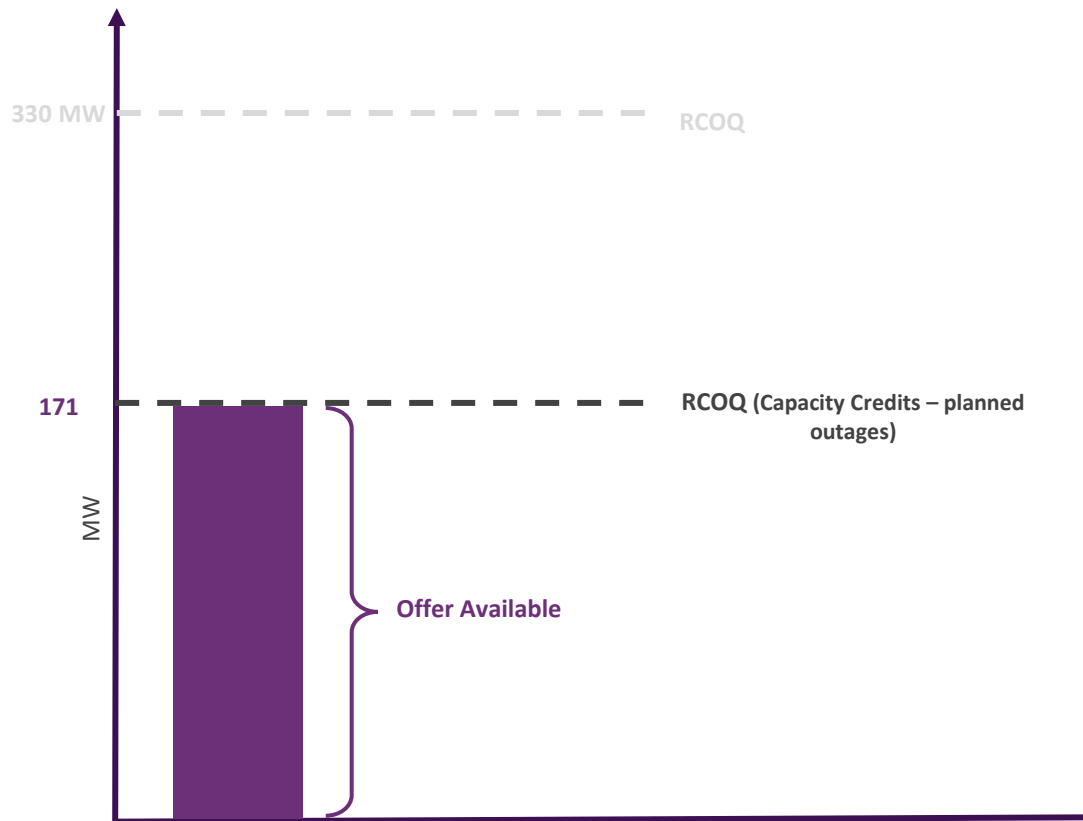 330 MW
RCOQ
171
RCOQ (Capacity Credits – planned
outages)
MW
Offer Available